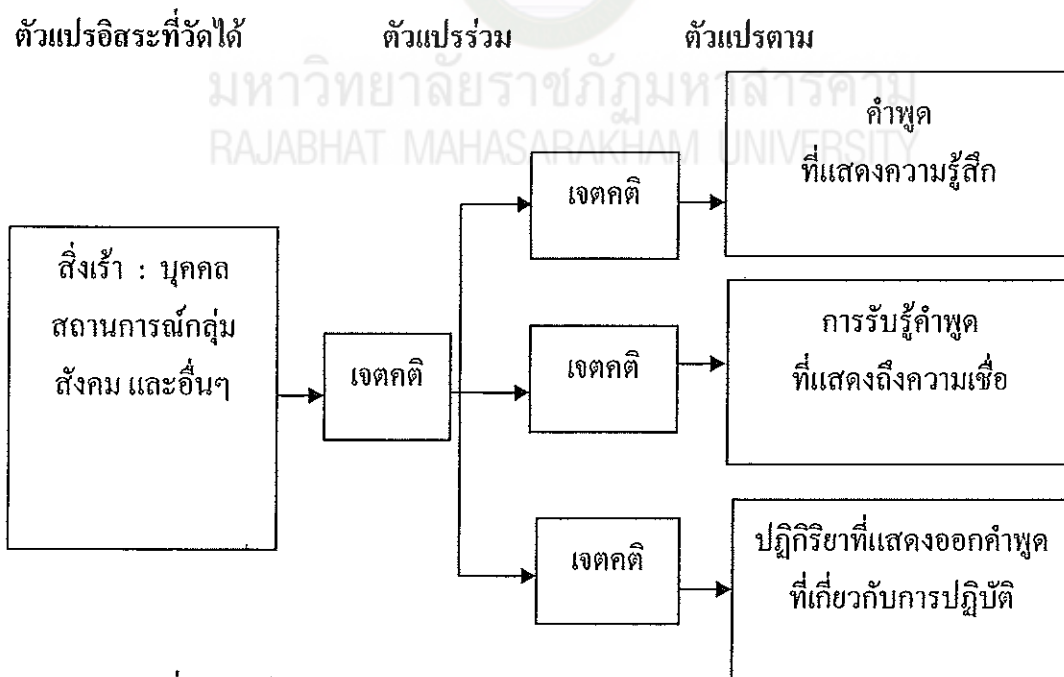 ตัวแปรอิสระที่วัดได้ ตัวแปรร่วม ตัวแปรตาม
มหาวิทยาลัยราชภัฏมหาสารคาม
RAJABHAT MAHASARAKHAM UNIVERSITY
คำพูด
ที่แสดงความรู้สึก
เจตคติ
สิ่งเร้า : บุคคล
สถานการณ์กลุ่ม
สังคม และอื่นๆ
เจตคติ
เจตคติ
การรับรู้คำพูด
ที่แสดงถึงความเชื่อ
เจตคติ
ปฏิกิริยาที่แสดงออกคำพูด
ที่เกี่ยวกับการปฏิบัติ